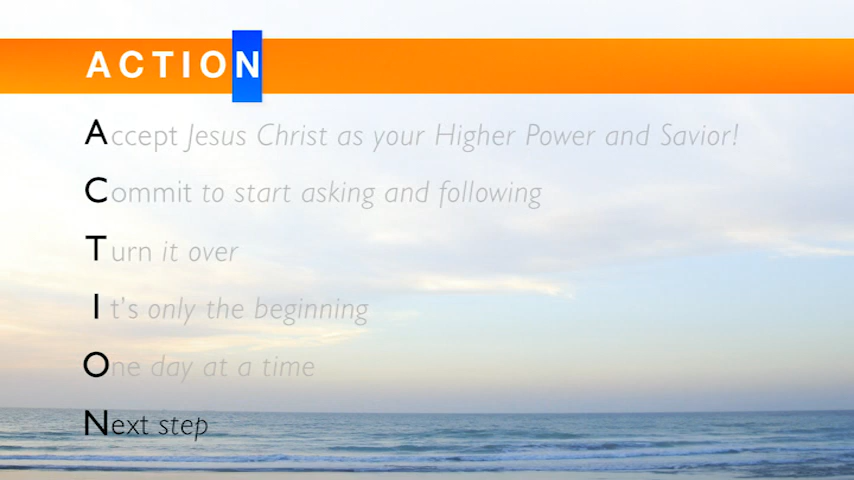 ACTION
Accept Jesus Christ as your Higher Power and Savior!
Commit to start asking and following
Turn it over
It's only the beginning
One day at a time
Next step